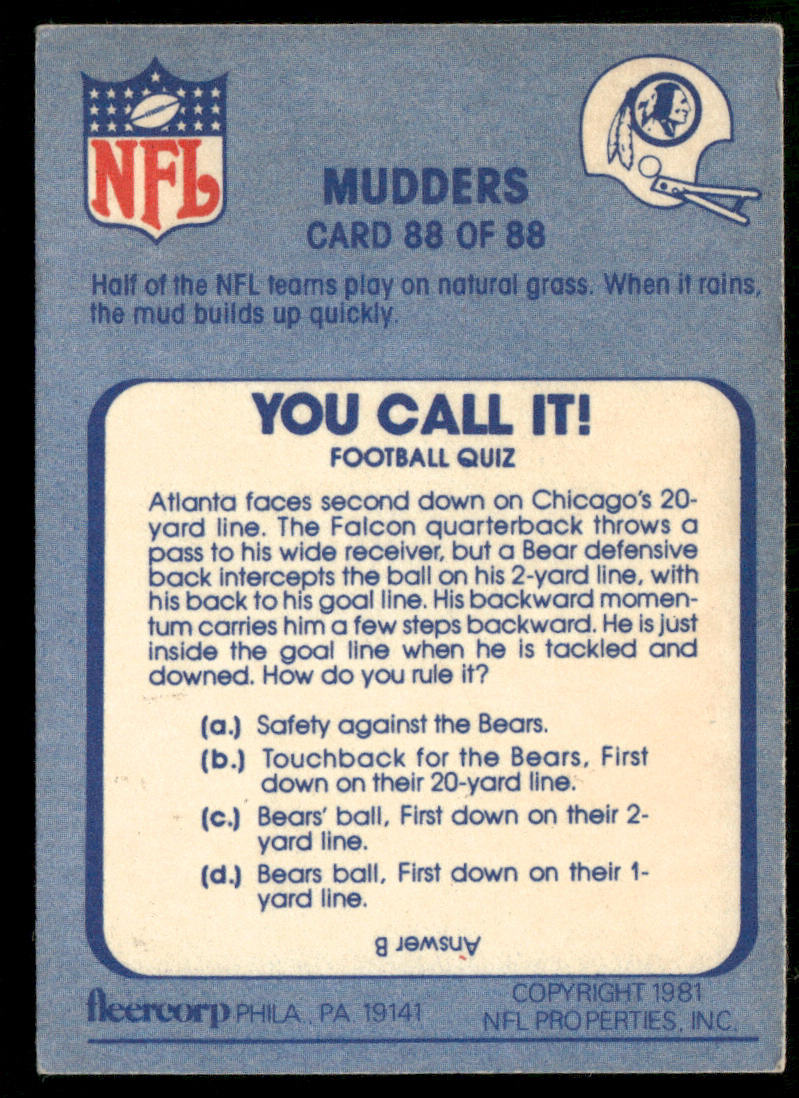 NFL
MUDDERS
CARD 88 OF 88
Half of the NFL teams play on natural grass. When it rains,
the mud builds up quickly.
YOU CALL IT!
FOOTBALL QUIZ
Atlanta faces second down on Chicago's 20-
yard line. The Falcon quarterback throws a
pass to his wide receiver, but a Bear defensive
back intercepts the ball on his 2-yard line, with
his back to his goal line. His backward momen-
tum carries him a few steps backward. He is just
inside the goal line when he is tackled and
downed. How do you rule it?
(a.) Safety against the Bears.
(b.) Touchback for the Bears, First
down on their 20-yard line.
(c.) Bears' ball, First down on their 2-
yard line.
(d.) Bears ball, First down on their 1-
yard line.
Answer B
fleercorp PHILA., PA. 19141
COPYRIGHT 1981
NFL PROPERTIES, INC.